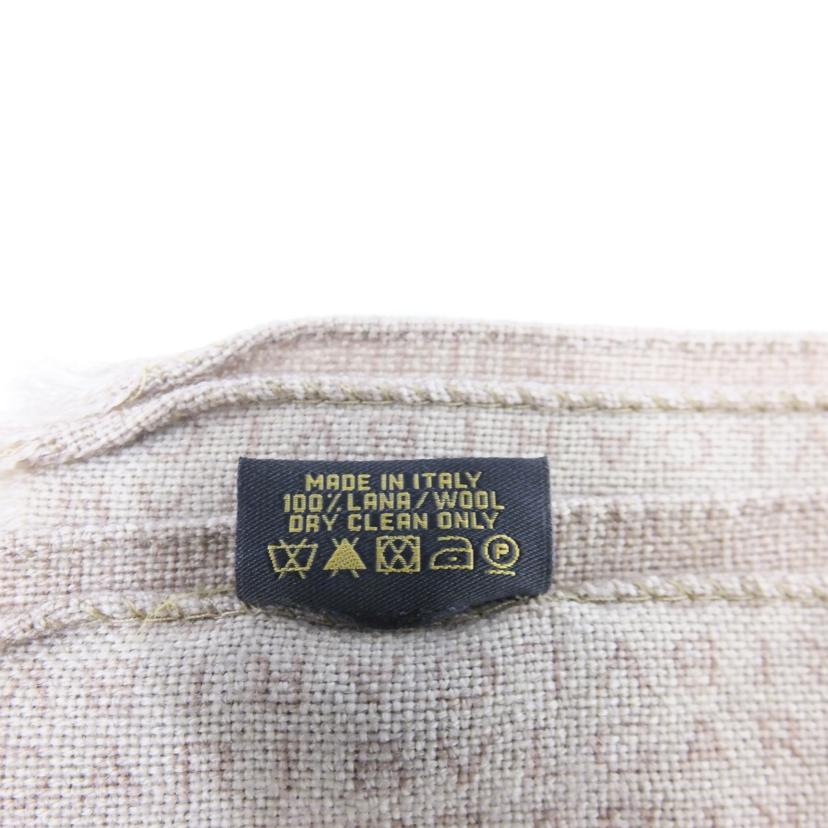 MADE IN ITALY
100% LANA/WOOL
DRY CLEAN ONLY
P